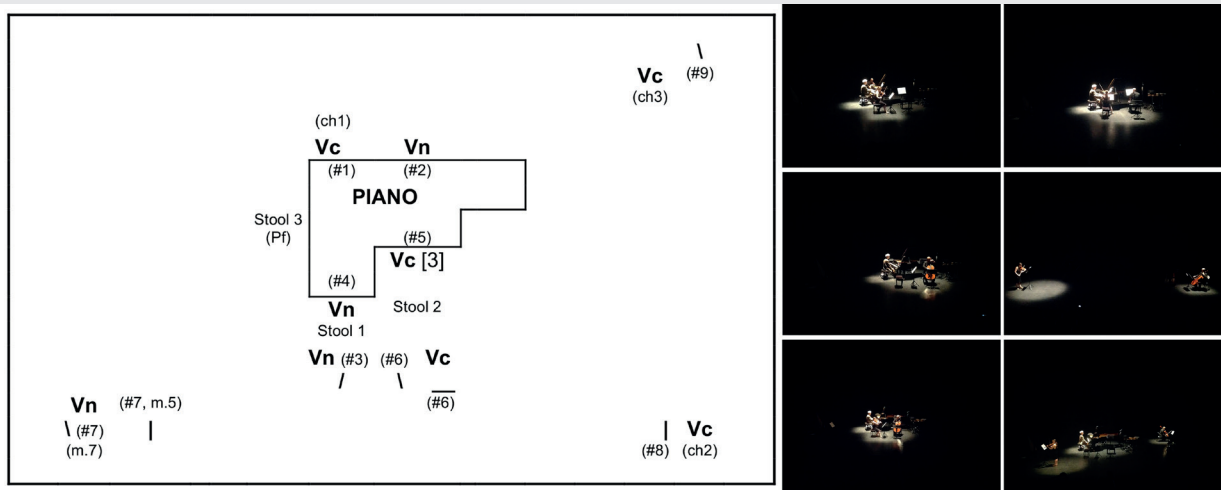 Vc (#9)
(ch3)
(ch1)
Vc Vn
(#1) (#2)
PIANO
Stool 3
(Pf)
(#5)
Vc [3]
(#4)
Stool 2
Vn
Stool 1
Vn (#3) (#6) Vc
(#6)
Vn (#7, m.5)
(#7)
(m.7)
Vc
(#8) (ch2)